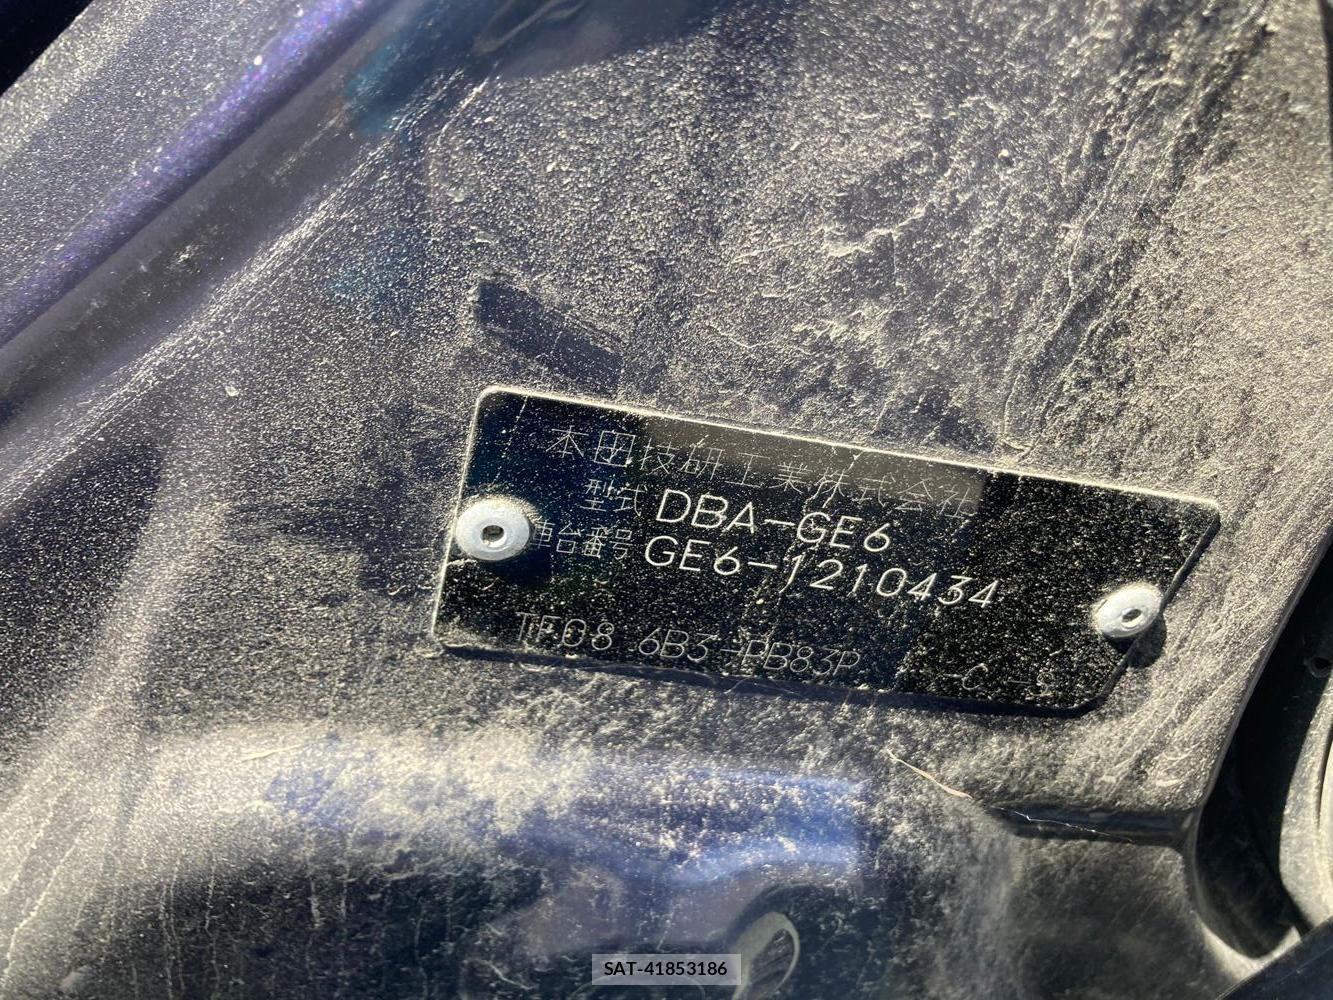 本田技研工業株式会社
型式 DBA-GE6
車台番号 GE6-1210434
TF08 6B3-PB83P -C -S
SAT-41853186